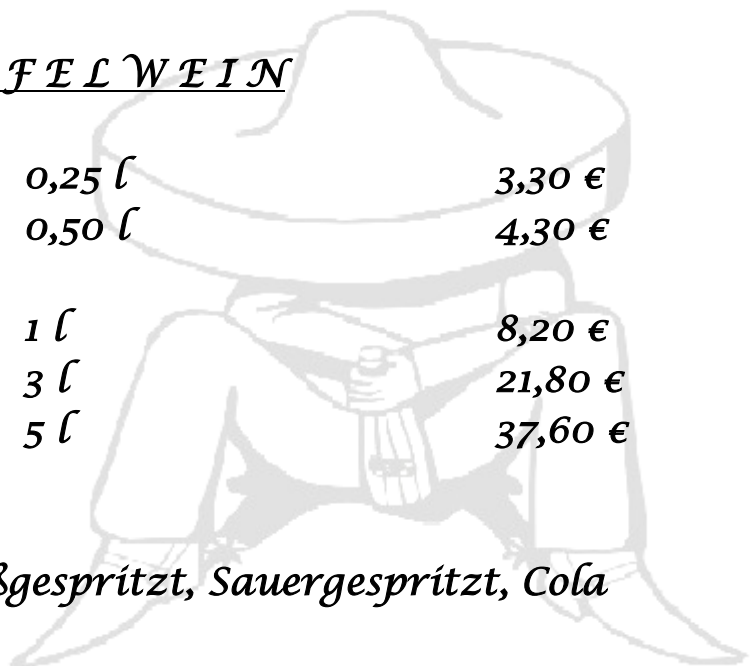 F E L W E I N
0,25 l 3,30 €
0,50 l 4,30 €
1 l 8,20 €
3 l 21,80 €
5 l 37,60 €
ßgespritzt, Sauergespritzt, Cola